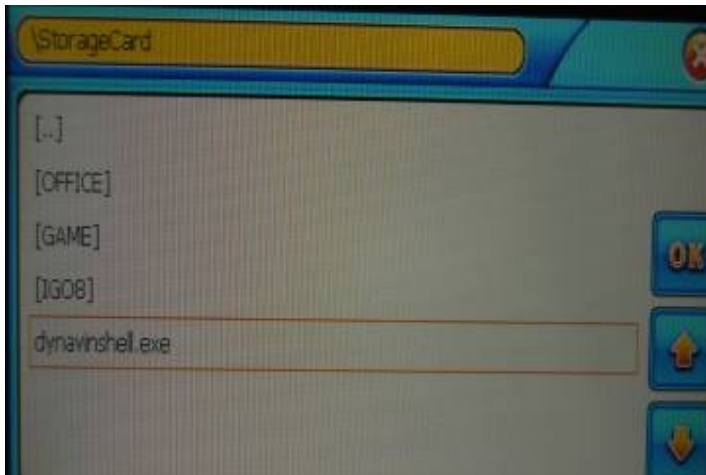 \StorageCard
[..]
[OFFICE]
[GAME]
[IGO8]
OK
dynavinshell.exe